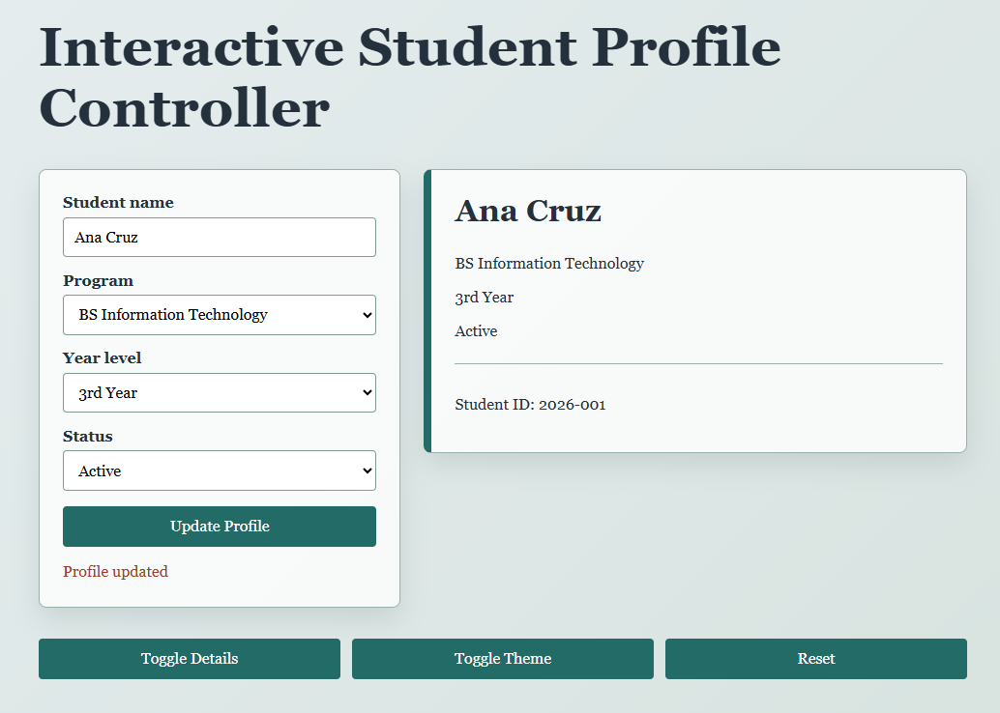 Interactive Student Profile
Controller
Student name
Ana Cruz
Program
BS Information Technology
Year level
3rd Year
Status
Active
Update Profile
Profile updated
Ana Cruz
BS Information Technology
3rd Year
Active
Student ID: 2026-001
Toggle Details
Toggle Theme
Reset